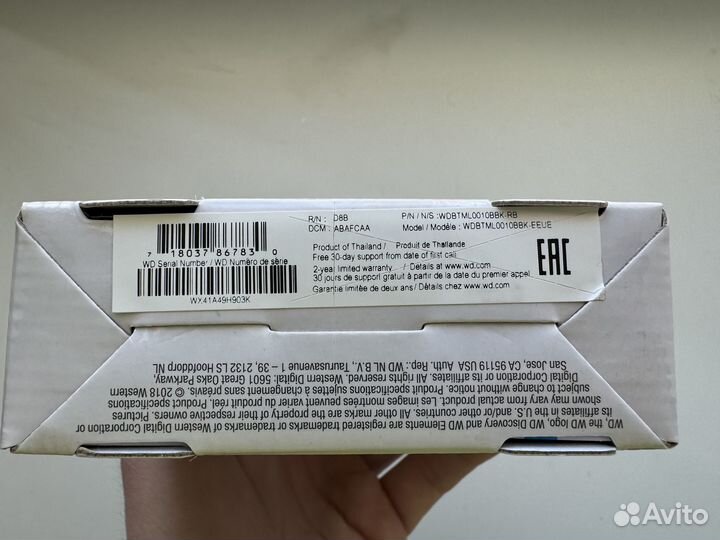 R/N : D8B
DCM : ABAFCAA
P/N / N/S : WDBTML0010BBK-RB
Model / Modèle : WDBTML0010BBK-EEUE
7 18037 86783 0
WD Serial Number / WD Numéro de série
WX41A49H903K
Product of Thailand / Produit de Thaïlande
Free 30-day support from date of first call
2-year limited warranty / Details at www.wd.com
30 jours de support gratuit à partir de la date du premier appel
Garantie limitée de deux ans / Détails chez www.wd.com
EAC
WD, the WD logo, WD Discovery and WD Elements are registered trademarks or trademarks of Western Digital Corporation or
its affiliates in the U.S. and/or other countries. All other marks are the property of their respective owners. Pictures
shown may vary from actual product. Les images montrées peuvent varier du produit réel. Product specifications
subject to change without notice. Produit spécifications sujettes à changement sans préavis. © 2018 Western
Digital Corporation or its affiliates. All rights reserved. Western Digital: 5601 Great Oaks Parkway,
San Jose, CA 95119 USA Auth. Rep.: WD NL B.V., Taurusavenue 1 – 39, 2132 LS Hoofddorp NL
Avito